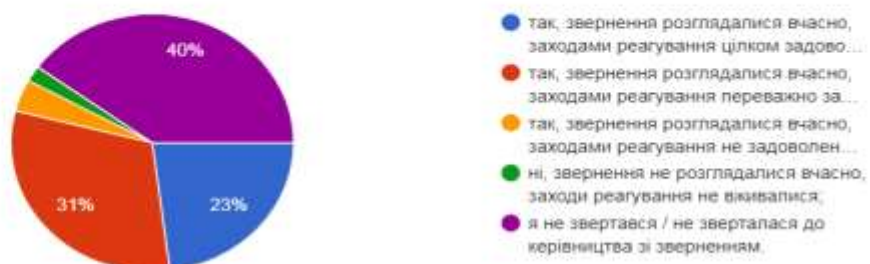 40%
31%
23%
так, звернення розглядалися вчасно,
заходами реагування цілком задово...
так, звернення розглядалися вчасно,
заходами реагування переважно за...
так, звернення розглядалися вчасно,
заходами реагування не задоволен...
ні, звернення не розглядалися вчасно,
заходи реагування не вживалися;
я не звертався / не зверталася до
керівництва зі зверненням.